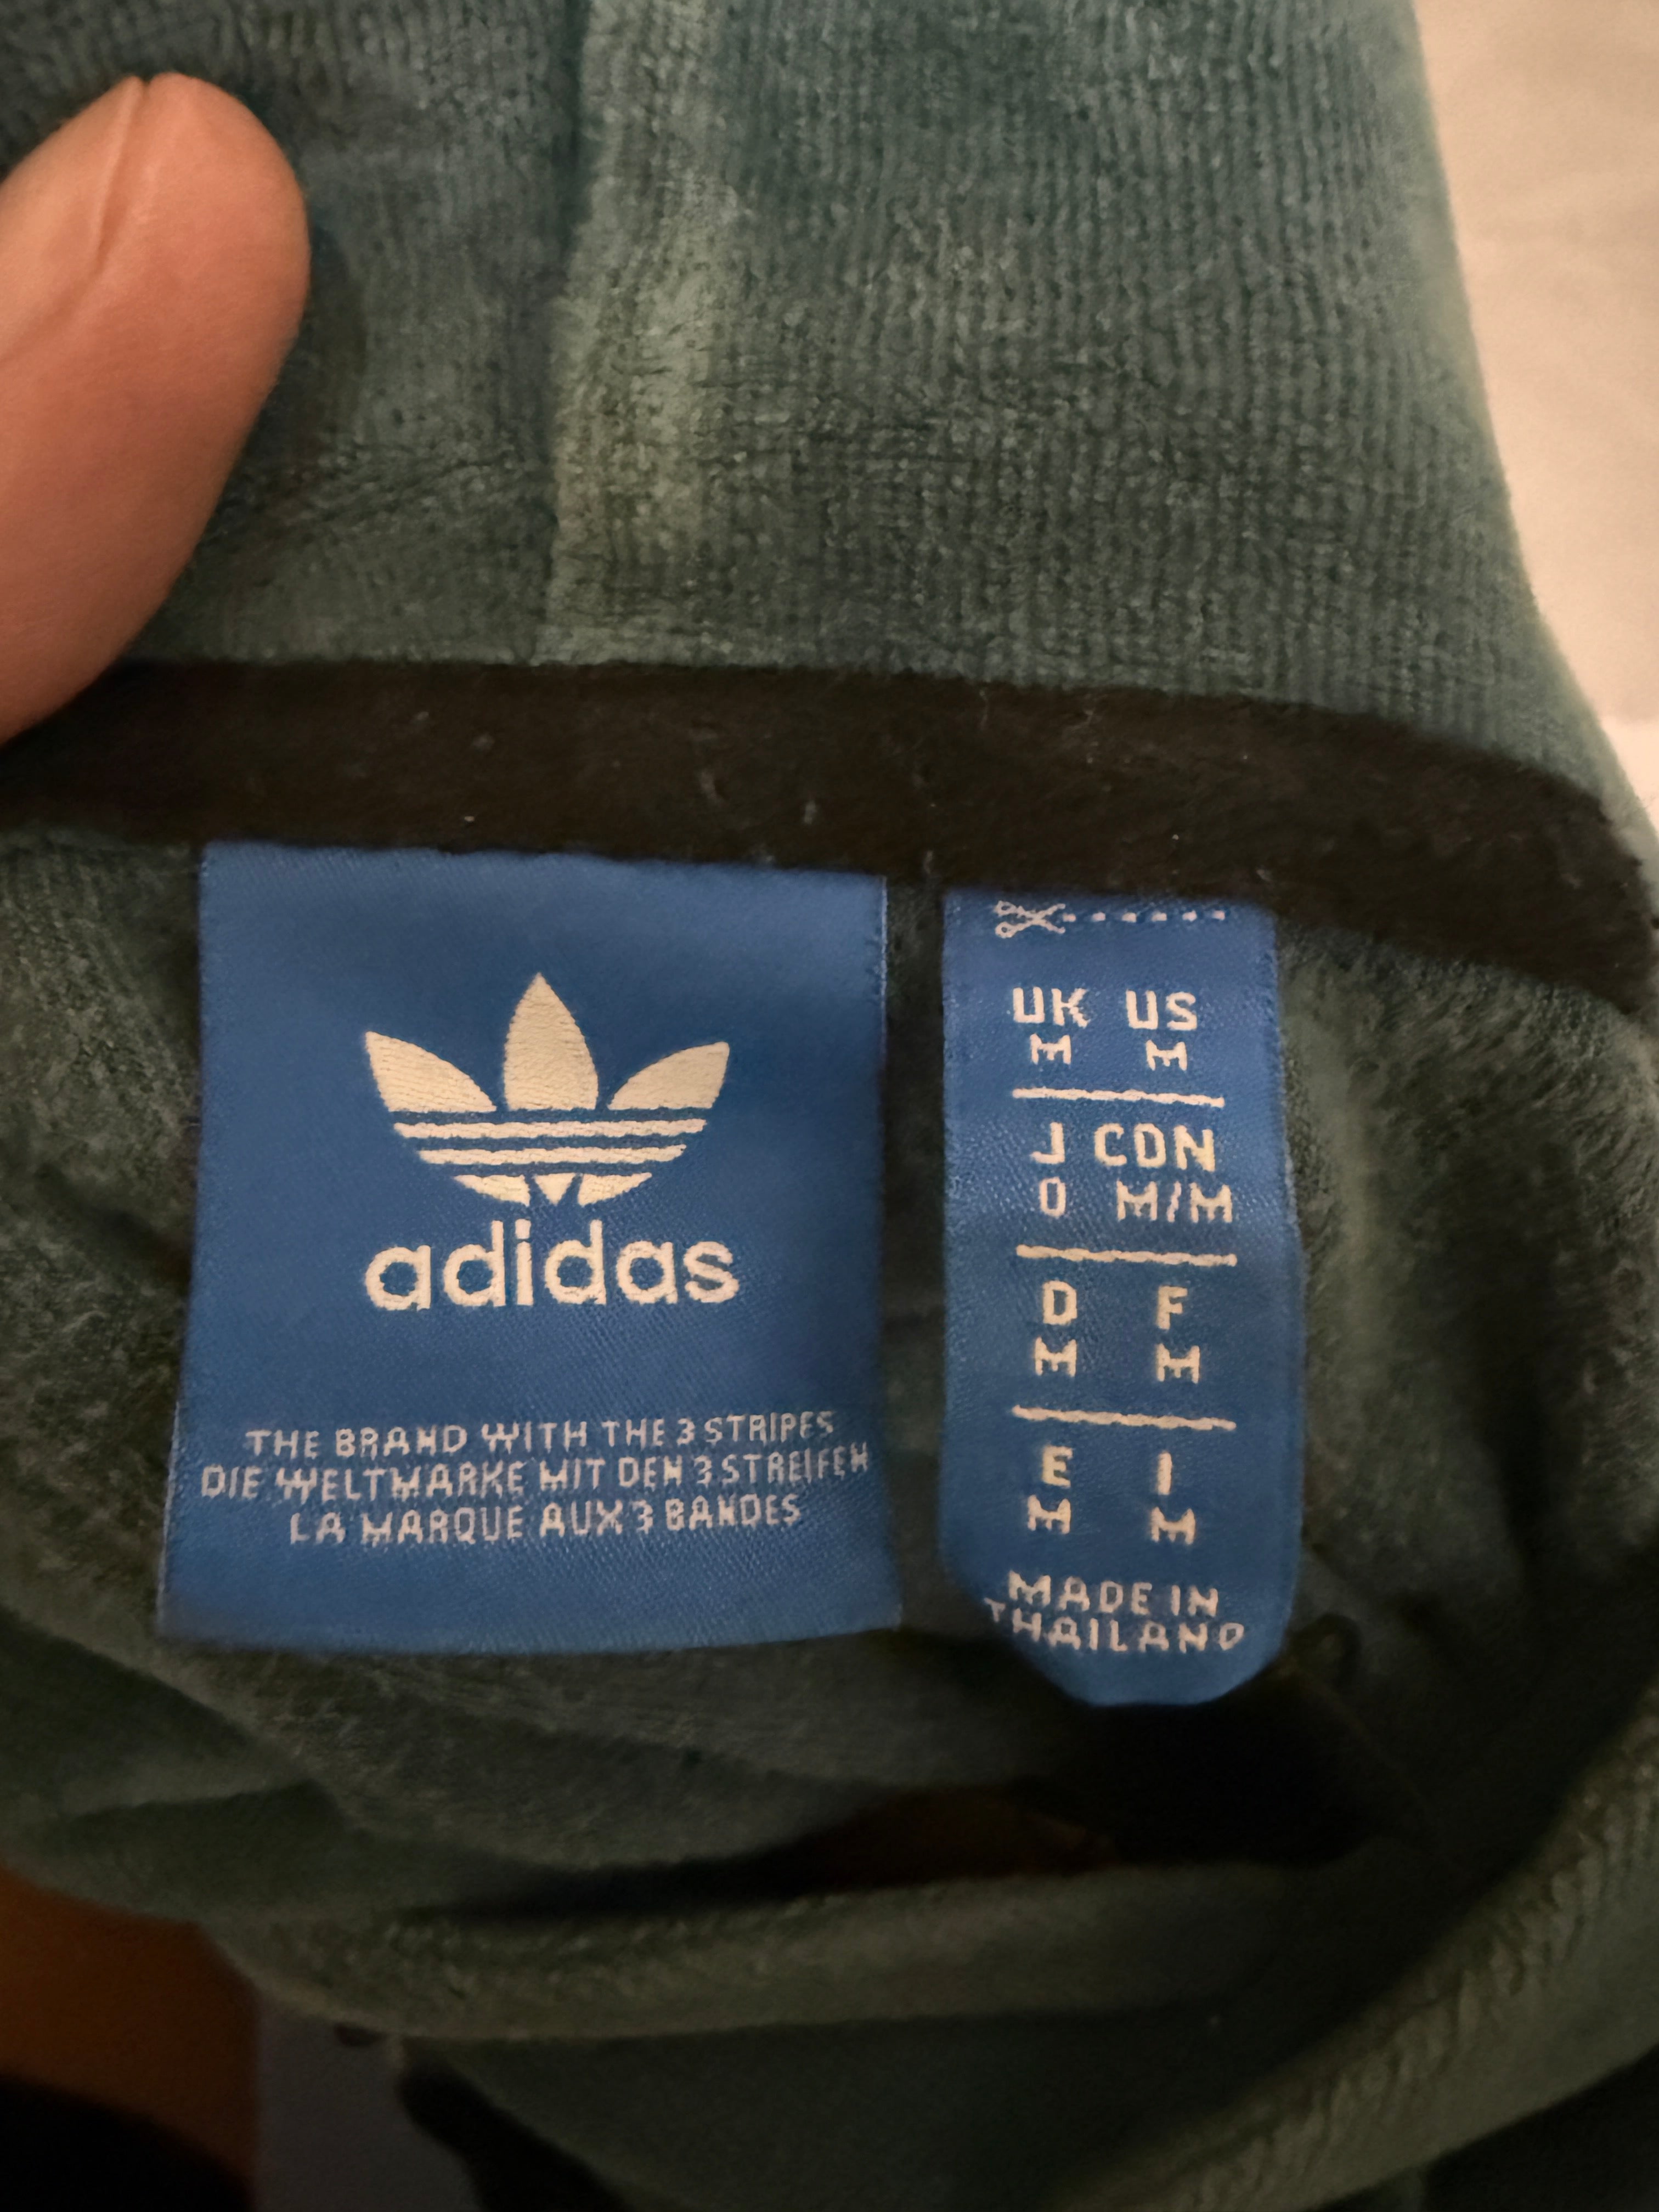 adidas
THE BRAND WITH THE 3 STRIPES
DIE WELTMARKE MIT DEN 3 STREIFEN
LA MARQUE AUX 3 BANDES
UK US
M M
J CDN
O M/M
D F
M M
E I
M M
MADE IN
THAILAND